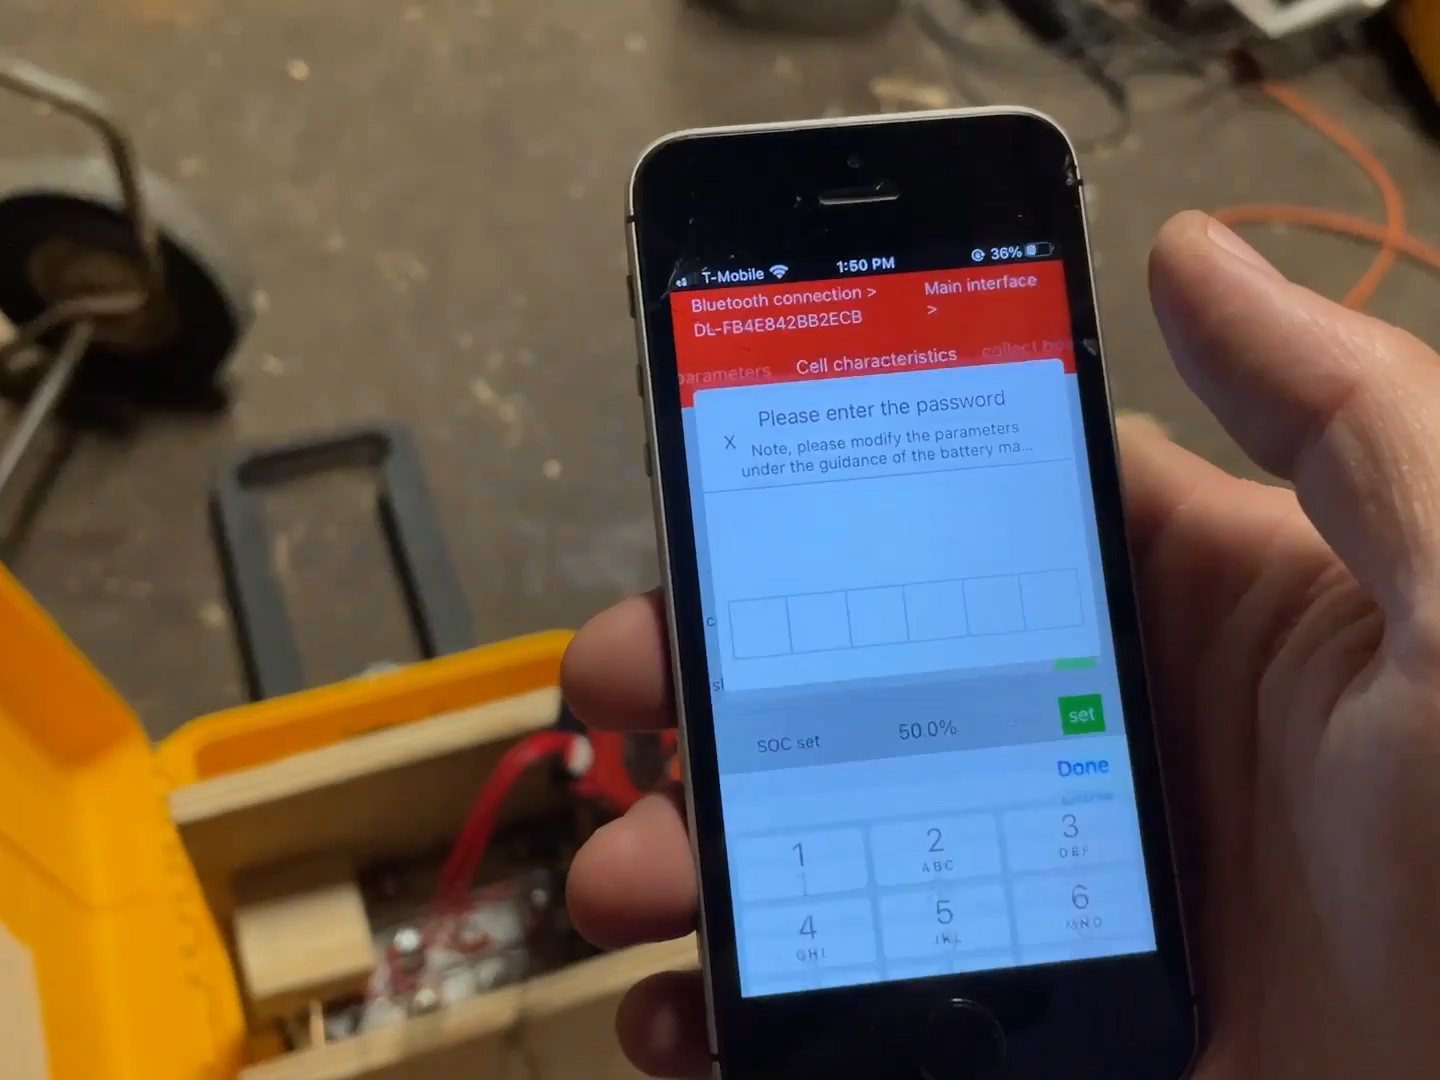 T-Mobile
1:50 PM
36%
Bluetooth connection >
Main interface
>
DL-FB4E842BB2ECB
parameters
Cell characteristics
collect
Please enter the password
X
Note, please modify the parameters
under the guidance of the battery ma...
SOC set
50.0%
set
Done
1
2
ABC
3
DEF
4
GHI
5
JKL
6
MNO